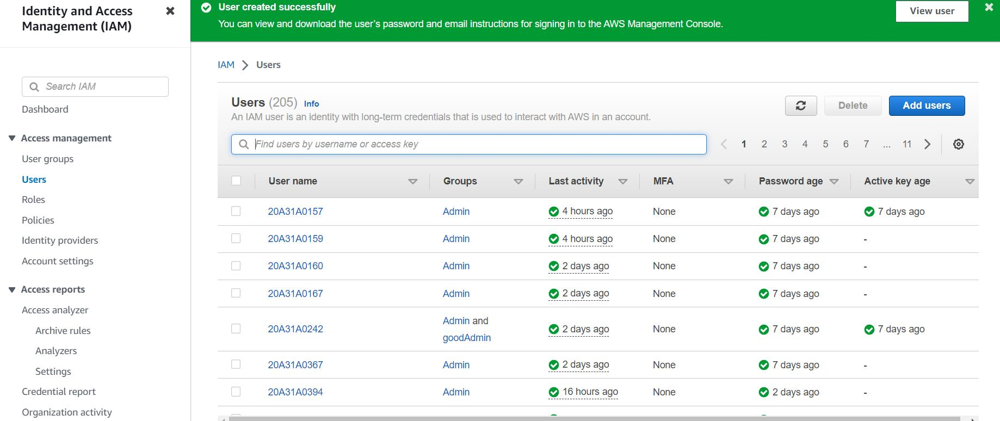 Identity and Access
Management (IAM)
Search IAM
Dashboard
Access management
User groups
Users
Roles
Policies
Identity providers
Account settings
Access reports
Access analyzer
Archive rules
Analyzers
Settings
Credential report
Organization activity
User created successfully
You can view and download the user's password and email instructions for signing in to the AWS Management Console.
View user
IAM > Users
Users (205) Info
An IAM user is an identity with long-term credentials that is used to interact with AWS in an account.
Delete
Add users
Find users by username or access key
1 2 3 4 5 6 7 ... 11
User name Groups Last activity MFA Password age Active key age
20A31A0157 Admin 4 hours ago None 7 days ago 7 days ago
20A31A0159 Admin 4 hours ago None 7 days ago -
20A31A0160 Admin 2 days ago None 7 days ago -
20A31A0167 Admin 2 days ago None 7 days ago -
20A31A0242 Admin and goodAdmin 2 days ago None 7 days ago 7 days ago
20A31A0367 Admin 2 days ago None 7 days ago -
20A31A0394 Admin 16 hours ago None 2 days ago -